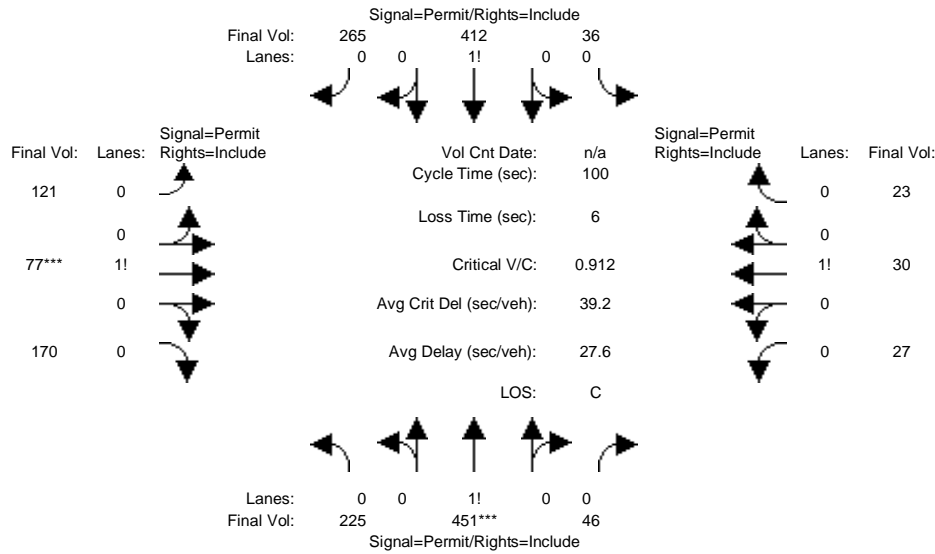 Signal=Permit/Rights=Include
Final Vol: 265 412 36
Lanes: 0 0 1! 0 0
Signal=Permit
Final Vol: Lanes: Rights=Include
Vol Cnt Date: n/a
Signal=Permit
Rights=Include Lanes: Final Vol:
Cycle Time (sec): 100
121 0
0 23
Loss Time (sec): 6
0
0
77*** 1!
Critical V/C: 0.912
1! 30
0
Avg Crit Del (sec/veh): 39.2
0
170 0
Avg Delay (sec/veh): 27.6
0 27
LOS: C
Lanes: 0 0 1! 0 0
Final Vol: 225 451*** 46
Signal=Permit/Rights=Include